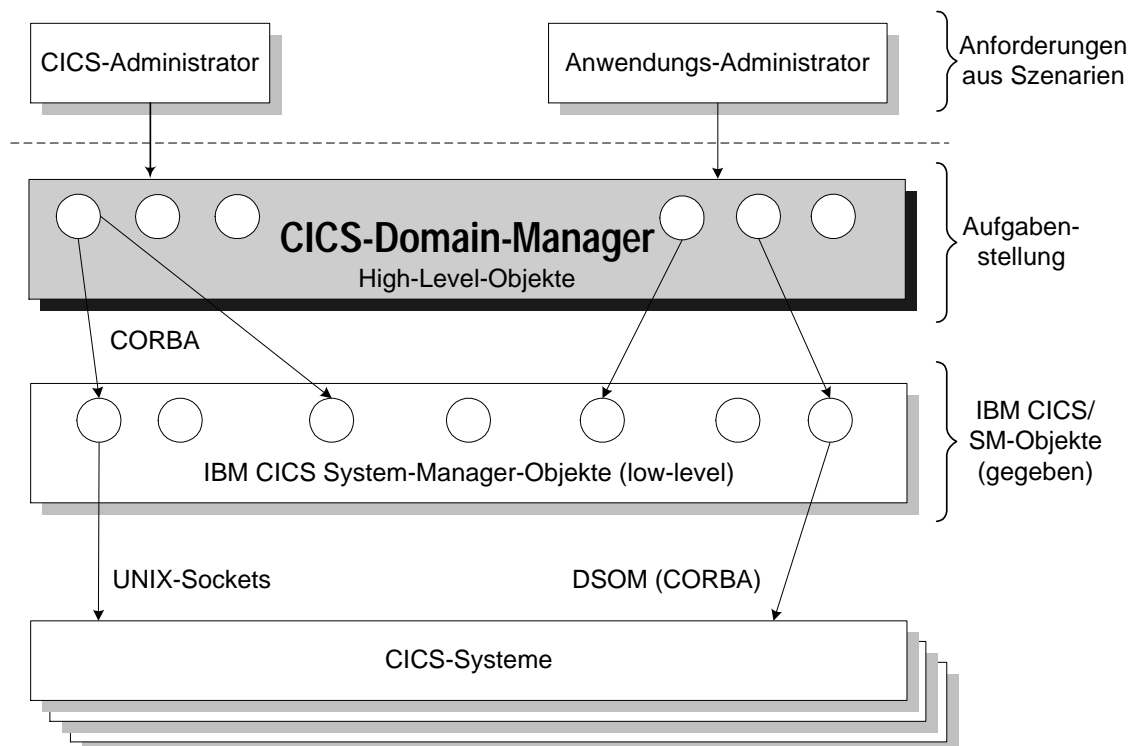 CICS-Administrator
Anwendungs-Administrator
Anforderungen
aus Szenarien
CICS-Domain-Manager
High-Level-Objekte
Aufgaben-
stellung
CORBA
IBM CICS System-Manager-Objekte (low-level)
IBM CICS/
SM-Objekte
(gegeben)
UNIX-Sockets
DSOM (CORBA)
CICS-Systeme